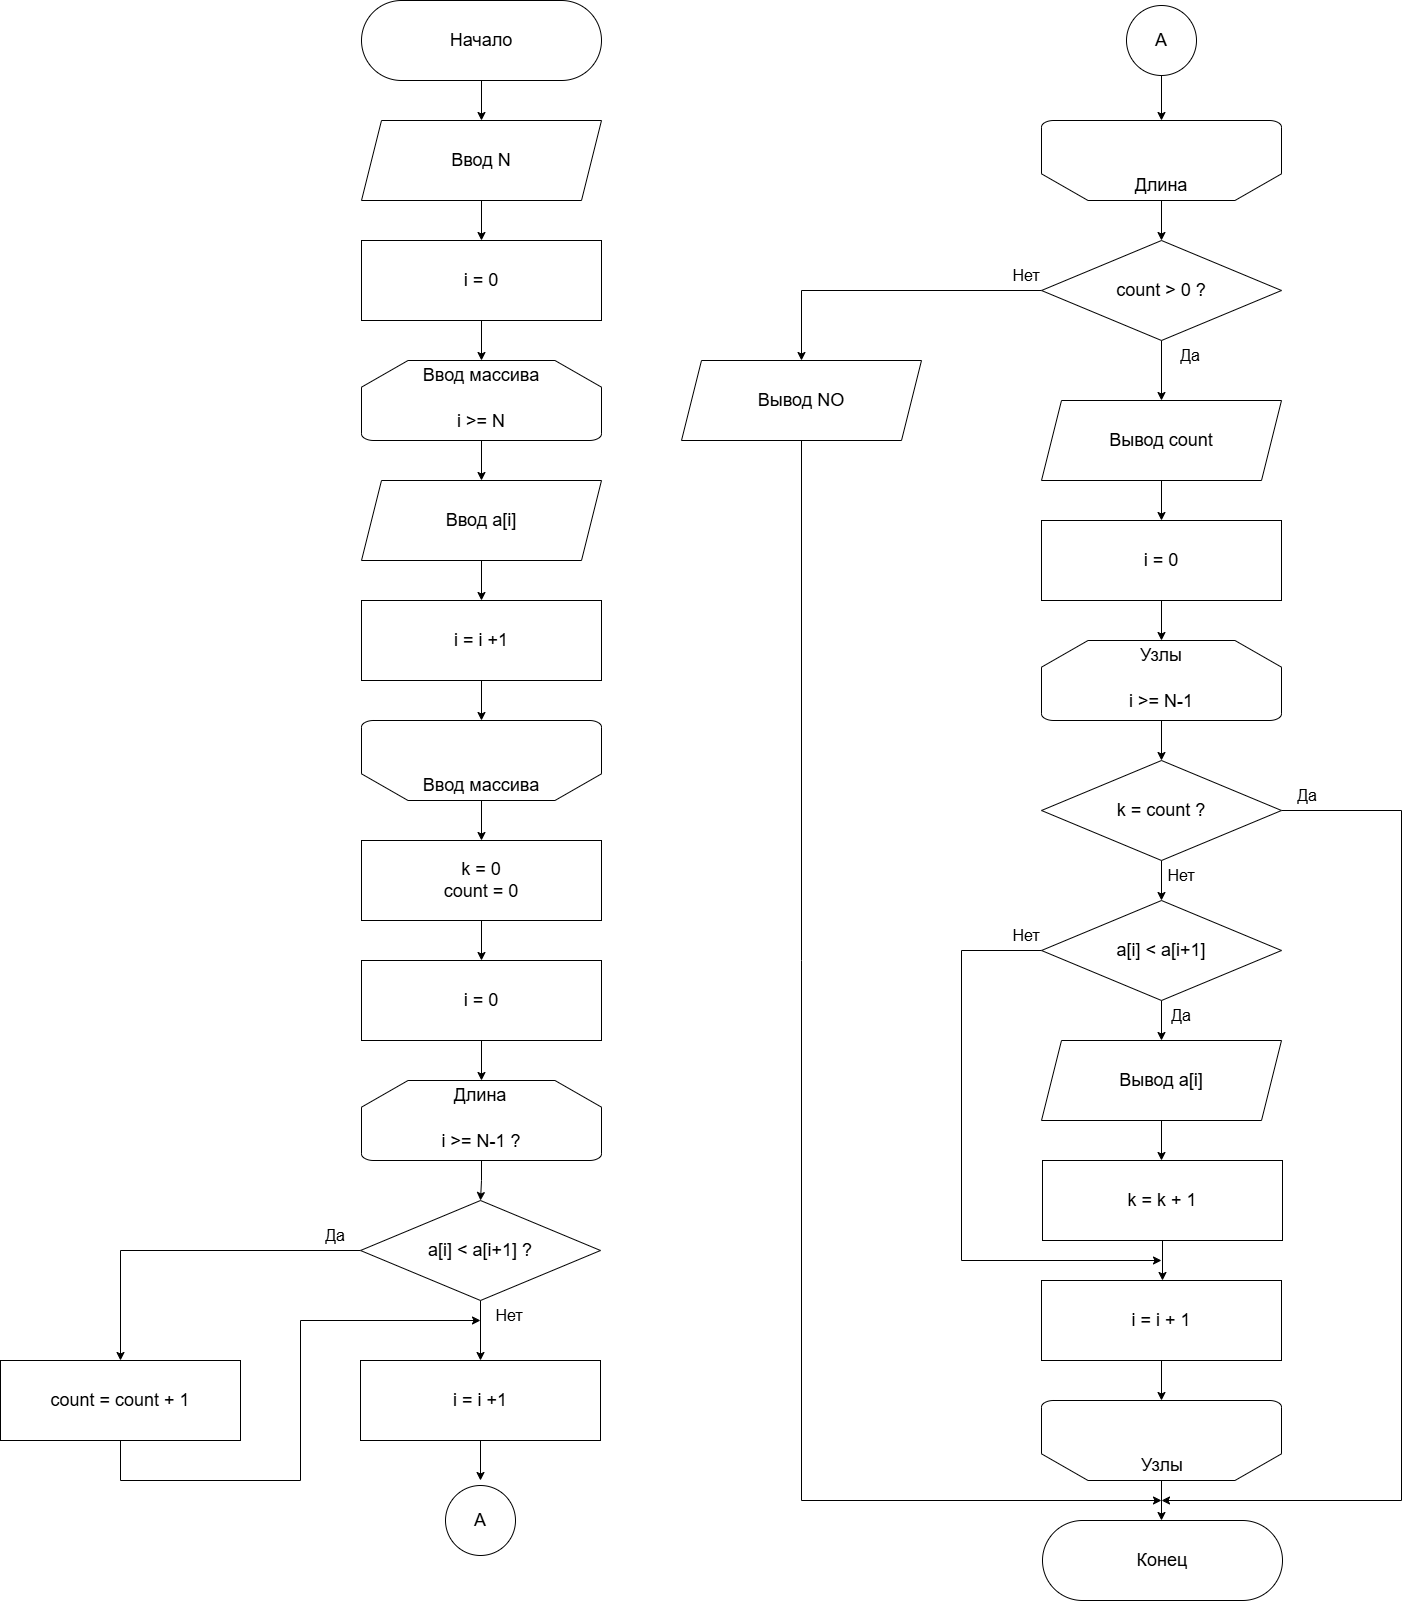 Начало
Ввод N
i = 0
Ввод массива
i >= N
Ввод a[i]
i = i +1
Ввод массива
k = 0
count = 0
i = 0
Длина
i >= N-1 ?
a[i] < a[i+1] ?
Да
Нет
count = count + 1
i = i +1
A
A
Длина
count > 0 ?
Нет
Да
Вывод NO
Вывод count
i = 0
Узлы
i >= N-1
k = count ?
Да
Нет
a[i] < a[i+1]
Нет
Да
Вывод a[i]
k = k + 1
i = i + 1
Узлы
Конец